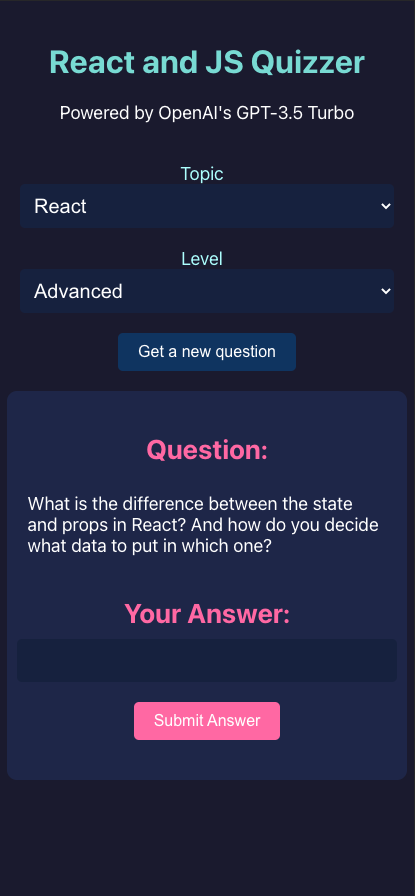 React and JS Quizzer
Powered by OpenAI's GPT-3.5 Turbo
Topic
React
Level
Advanced
Get a new question
Question:
What is the difference between the state
and props in React? And how do you decide
what data to put in which one?
Your Answer:
Submit Answer